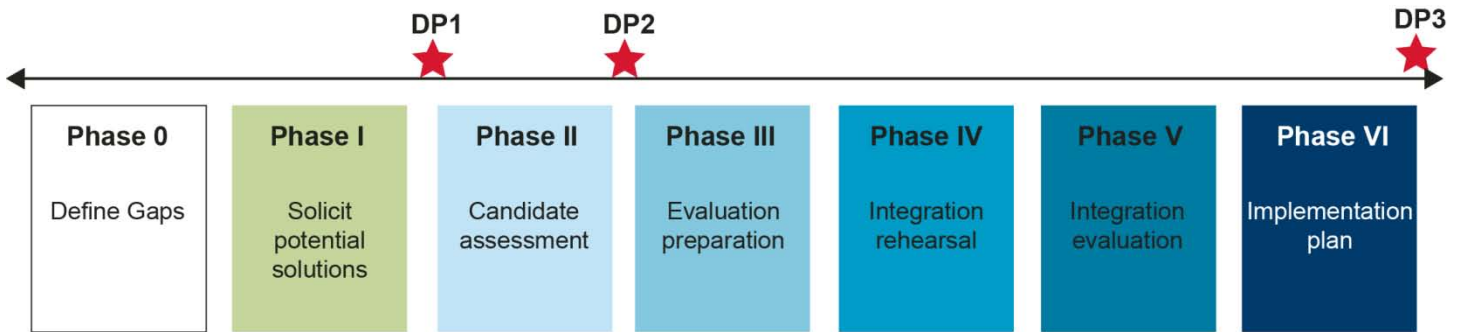 DP1
DP2
DP3
Phase 0
Define Gaps
Phase I
Solicit
potential
solutions
Phase II
Candidate
assessment
Phase III
Evaluation
preparation
Phase IV
Integration
rehearsal
Phase V
Integration
evaluation
Phase VI
Implementation
plan